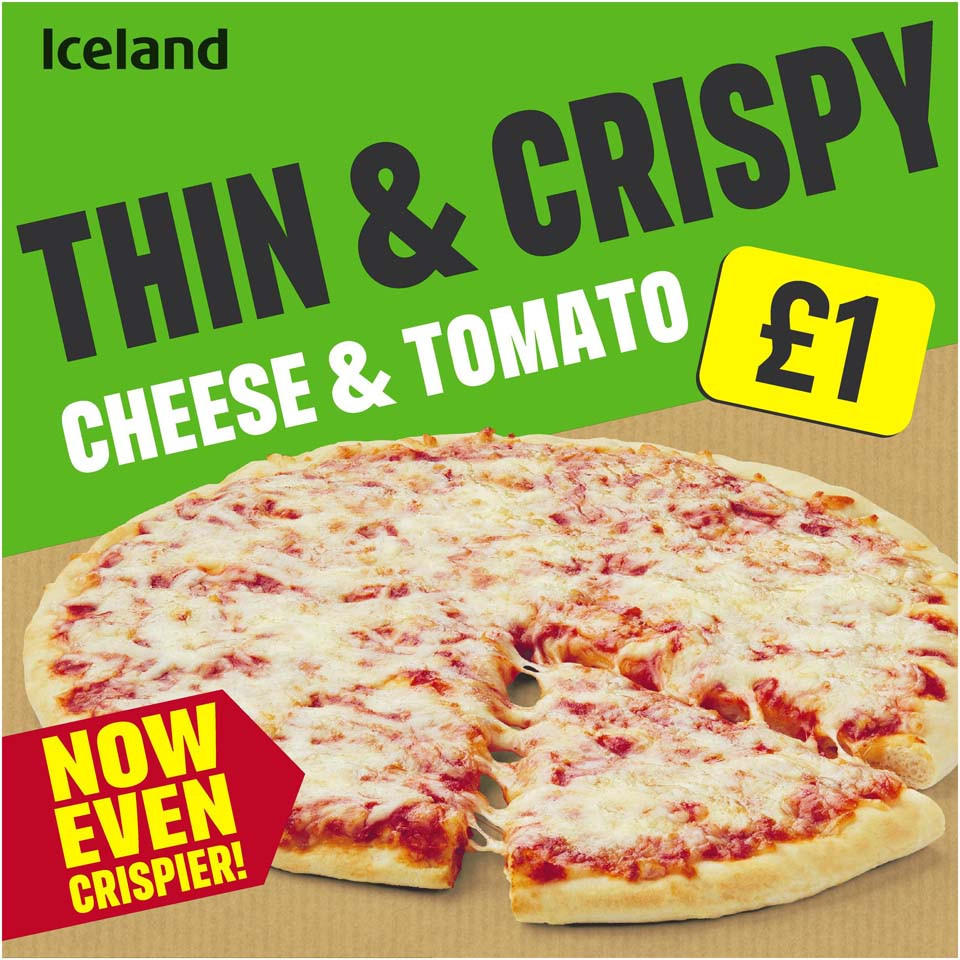 Iceland
THIN & CRISPY
CHEESE & TOMATO
£1
NOW
EVEN
CRISPIER!